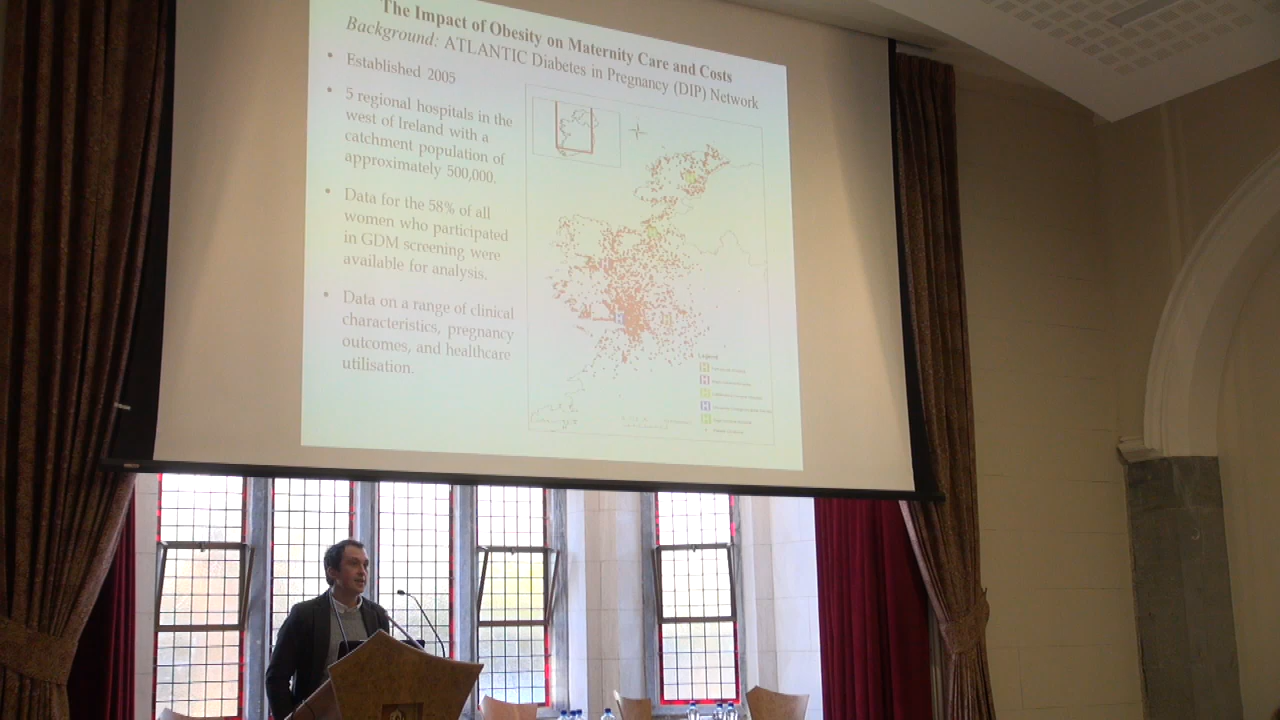 The Impact of Obesity on Maternity Care and Costs
Background: ATLANTIC Diabetes in Pregnancy (DIP) Network
• Established 2005
• 5 regional hospitals in the
west of Ireland with a
catchment population of
approximately 500,000.
• Data for the 58% of all
women who participated
in GDM screening were
available for analysis.
• Data on a range of clinical
characteristics, pregnancy
outcomes, and healthcare
utilisation.
Legend